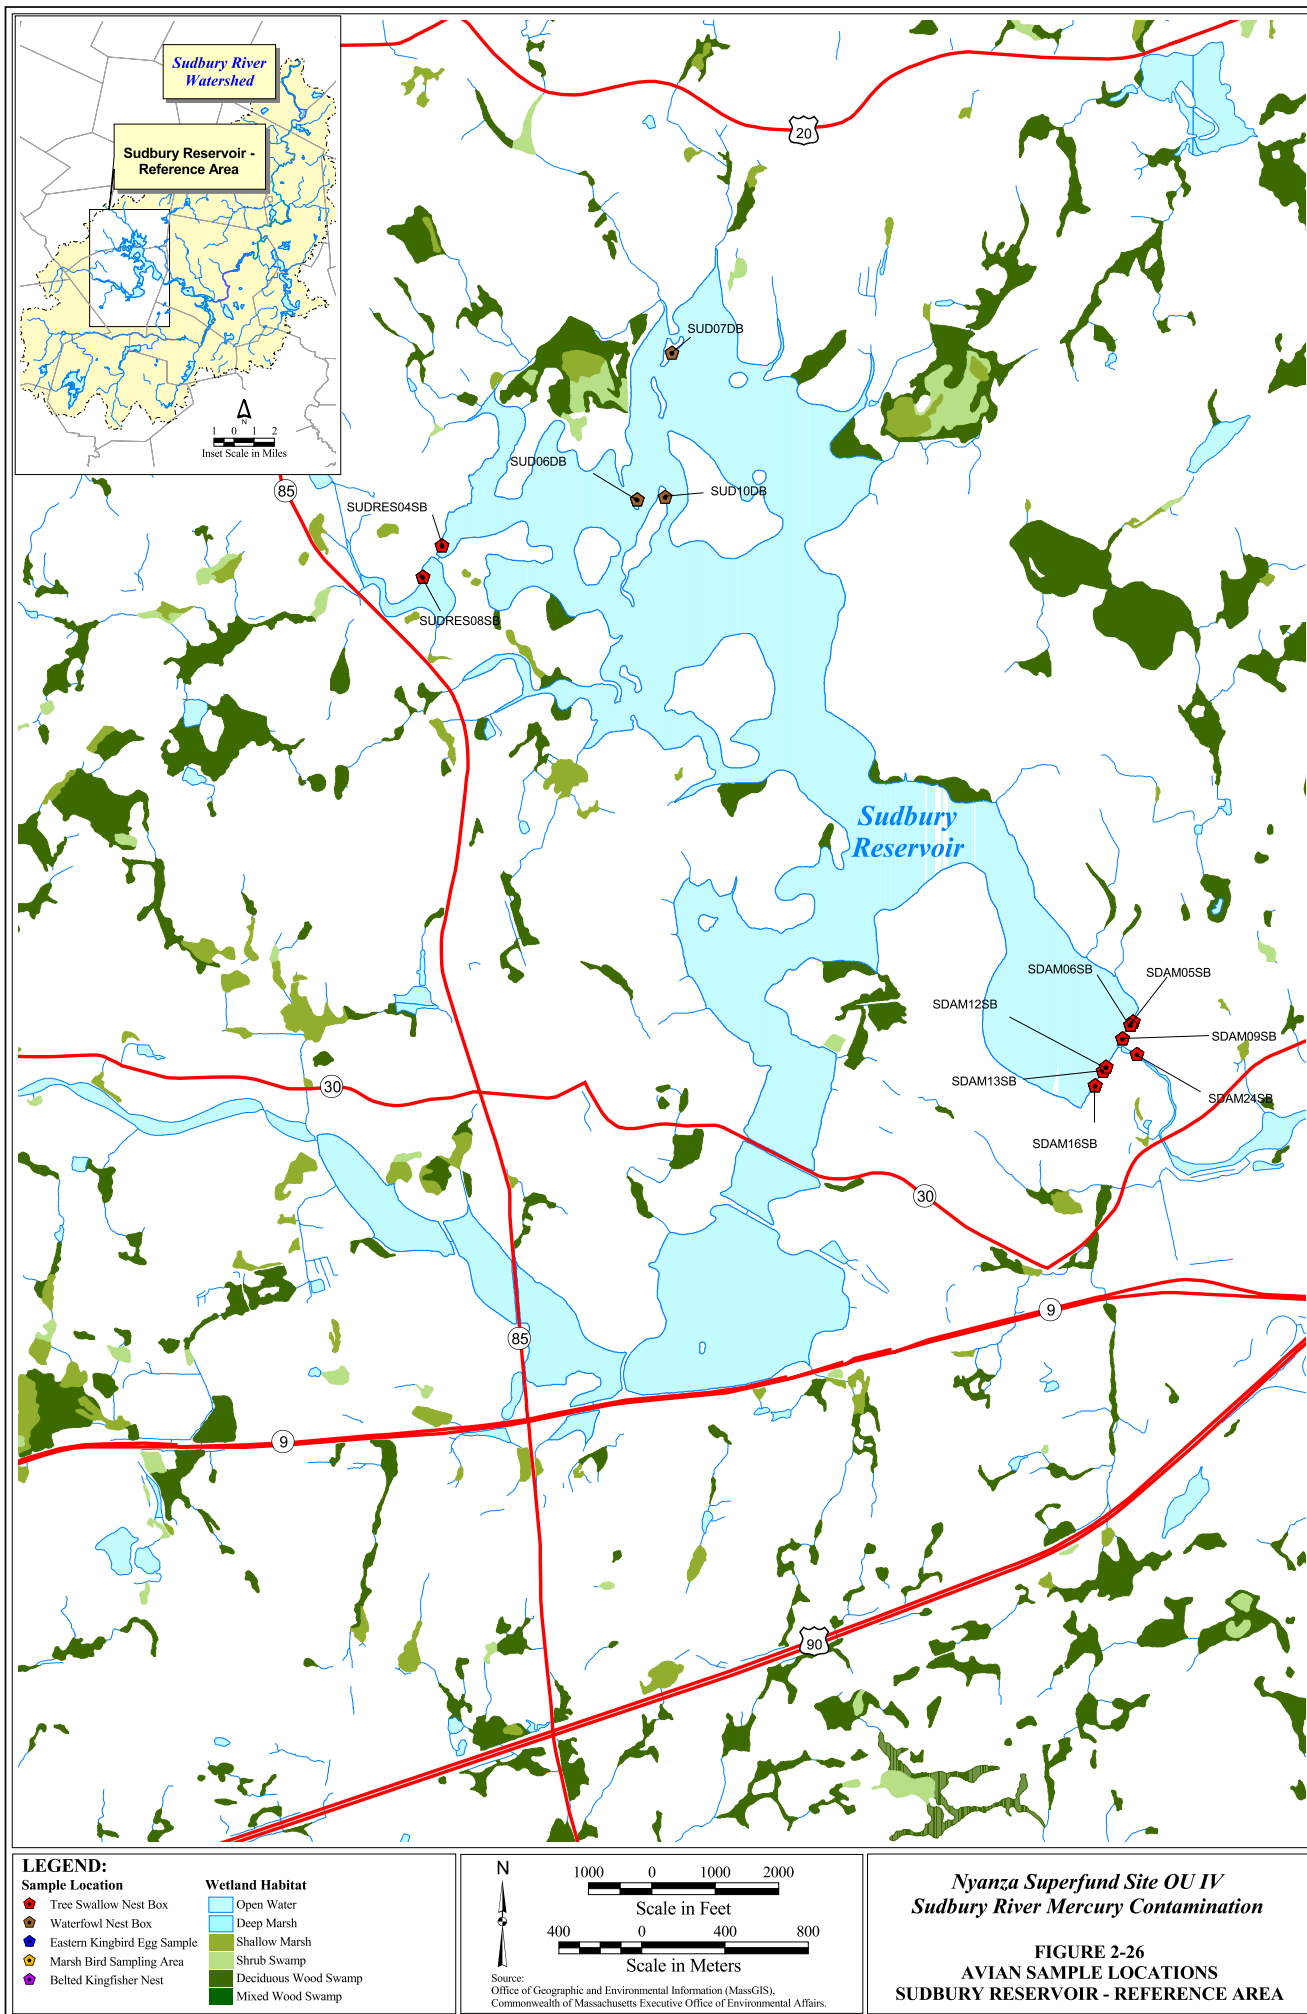 Sudbury River
Watershed
Sudbury Reservoir -
Reference Area
N
1 0 1 2
Inset Scale in Miles
20
SUD07DB
SUD06DB
SUD10DB
85
SUDRES04SB
SUDRES08SB
Sudbury
Reservoir
SDAM06SB
SDAM05SB
SDAM12SB
SDAM09SB
SDAM13SB
SDAM24SB
SDAM16SB
30
30
9
85
9
90
LEGEND:
Sample Location
Tree Swallow Nest Box
Waterfowl Nest Box
Eastern Kingbird Egg Sample
Marsh Bird Sampling Area
Belted Kingfisher Nest
Wetland Habitat
Open Water
Deep Marsh
Shallow Marsh
Shrub Swamp
Deciduous Wood Swamp
Mixed Wood Swamp
N
1000 0 1000 2000
Scale in Feet
400 0 400 800
Scale in Meters
Source:
Office of Geographic and Environmental Information (MassGIS),
Commonwealth of Massachusetts Executive Office of Environmental Affairs.
Nyanza Superfund Site OU IV
Sudbury River Mercury Contamination
FIGURE 2-26
AVIAN SAMPLE LOCATIONS
SUDBURY RESERVOIR - REFERENCE AREA